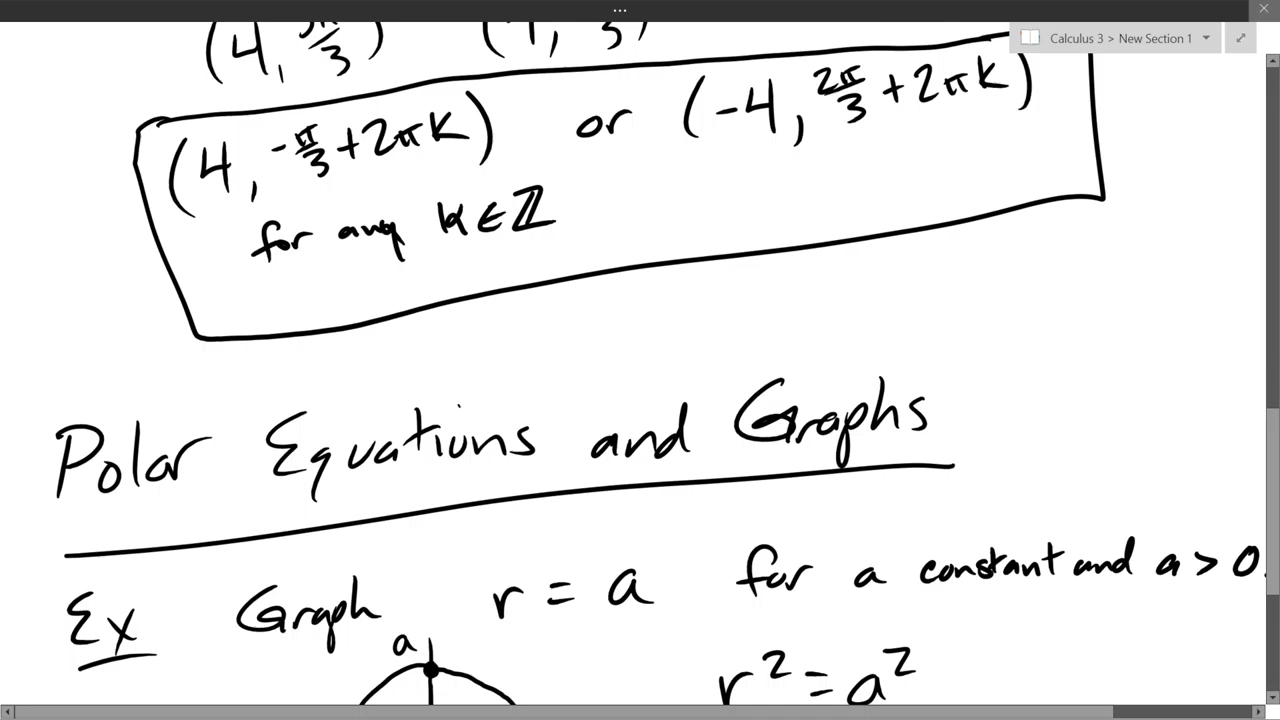 Calculus 3 > New Section 1
(4, -π/3 + 2πk) or (-4, 2π/3 + 2πk)
for any k ∈ ℤ
Polar Equations and Graphs
Ex Graph r = a for a constant and a > 0.
a
r² = a²